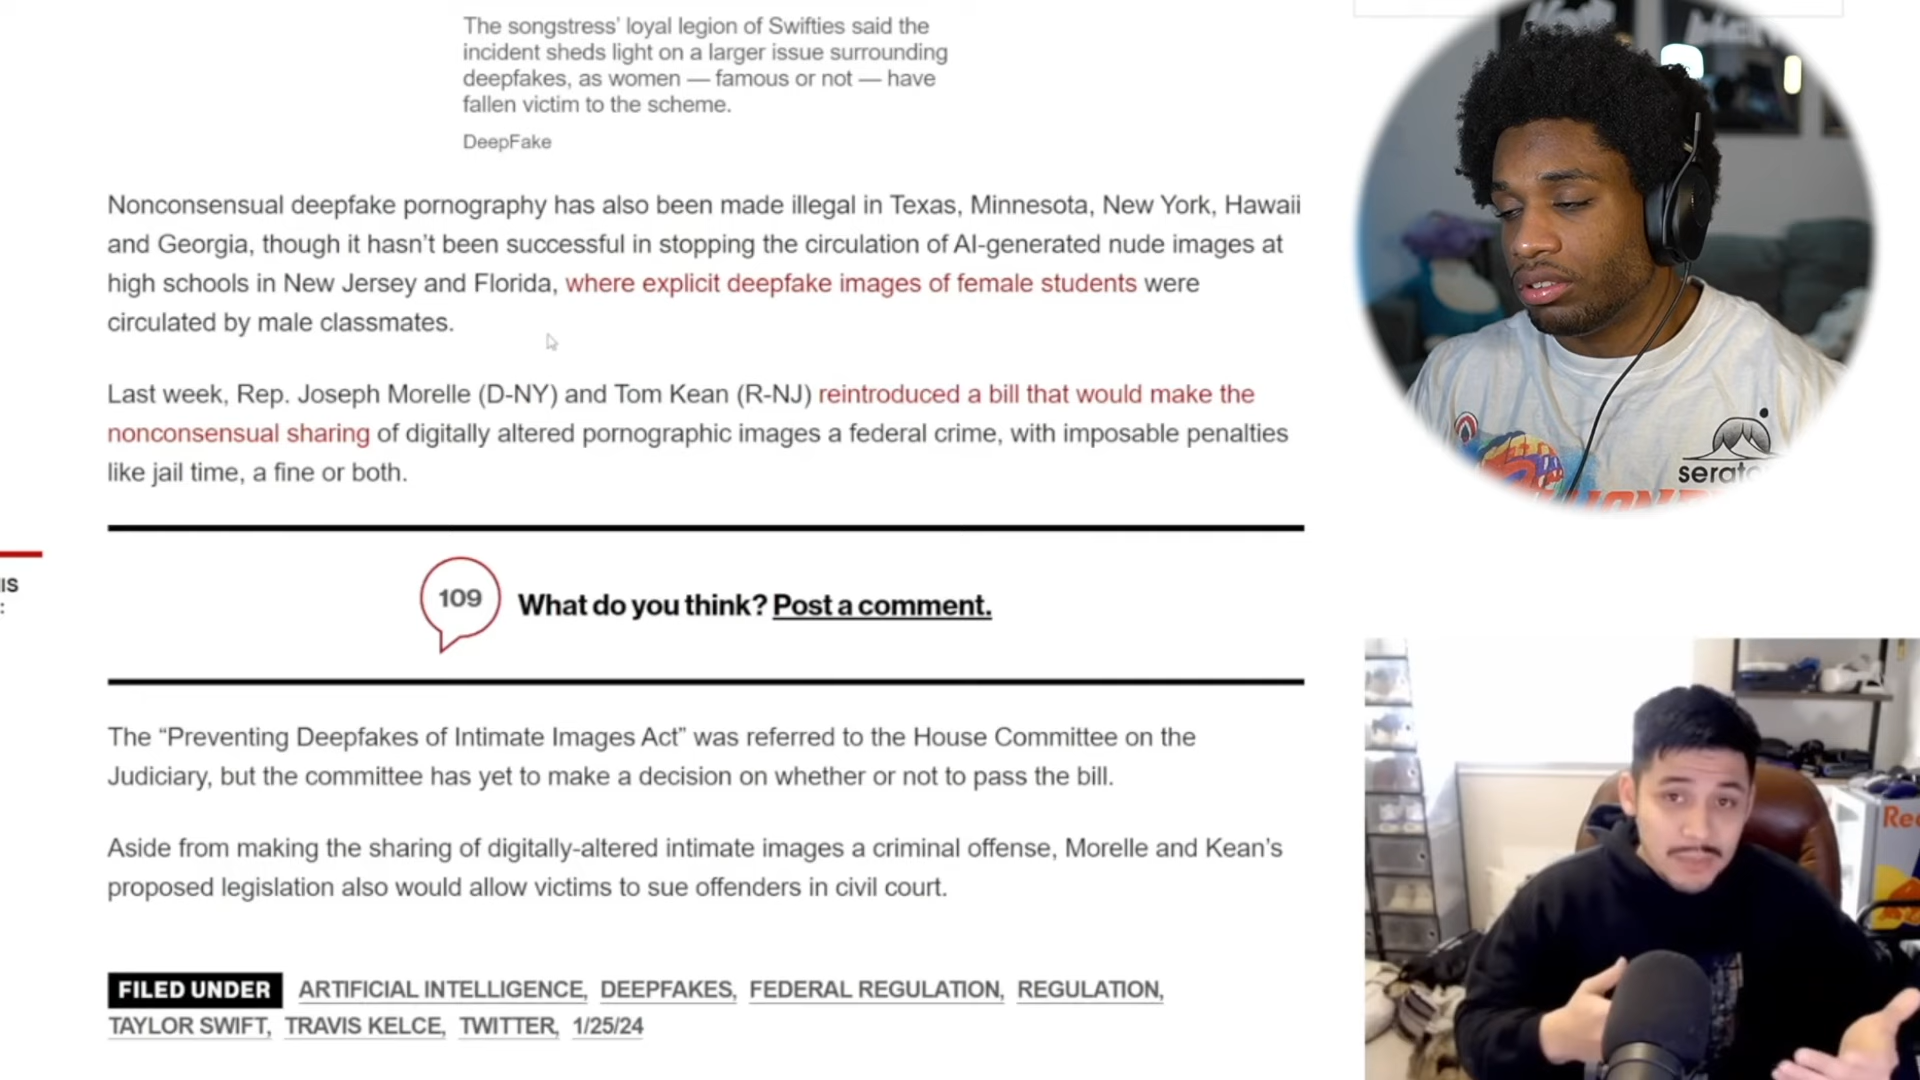 The songstress’ loyal legion of Swifties said the
incident sheds light on a larger issue surrounding
deepfakes, as women — famous or not — have
fallen victim to the scheme.
DeepFake
Nonconsensual deepfake pornography has also been made illegal in Texas, Minnesota, New York, Hawaii
and Georgia, though it hasn’t been successful in stopping the circulation of AI-generated nude images at
high schools in New Jersey and Florida, where explicit deepfake images of female students were
circulated by male classmates.
Last week, Rep. Joseph Morelle (D-NY) and Tom Kean (R-NJ) reintroduced a bill that would make the
nonconsensual sharing of digitally altered pornographic images a federal crime, with imposable penalties
like jail time, a fine or both.
IS
:
109
What do you think? Post a comment.
The “Preventing Deepfakes of Intimate Images Act” was referred to the House Committee on the
Judiciary, but the committee has yet to make a decision on whether or not to pass the bill.
Aside from making the sharing of digitally-altered intimate images a criminal offense, Morelle and Kean’s
proposed legislation also would allow victims to sue offenders in civil court.
FILED UNDER ARTIFICIAL INTELLIGENCE, DEEPFAKES, FEDERAL REGULATION, REGULATION,
TAYLOR SWIFT, TRAVIS KELCE, TWITTER, 1/25/24
serato
Re